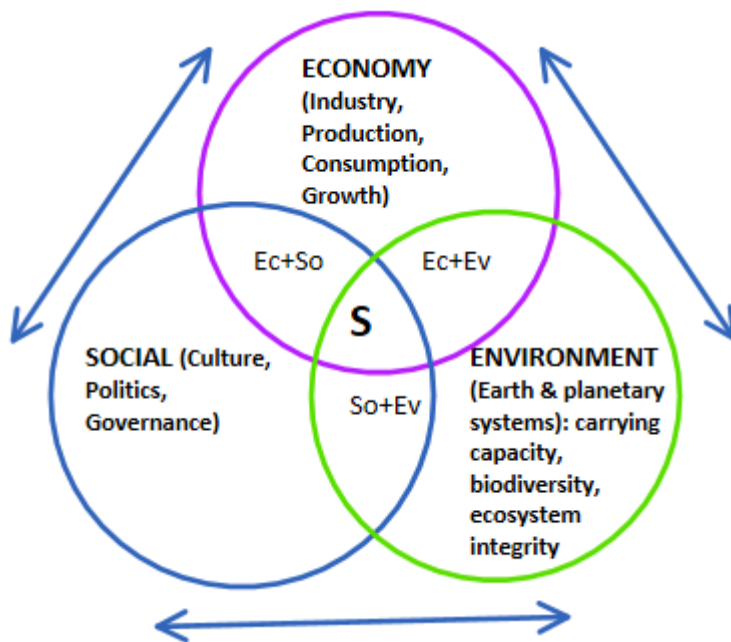 ECONOMY
(Industry,
Production,
Consumption,
Growth)
Ec+So
Ec+Ev
S
SOCIAL (Culture,
Politics,
Governance)
So+Ev
ENVIRONMENT
(Earth & planetary
systems): carrying
capacity,
biodiversity,
ecosystem
integrity